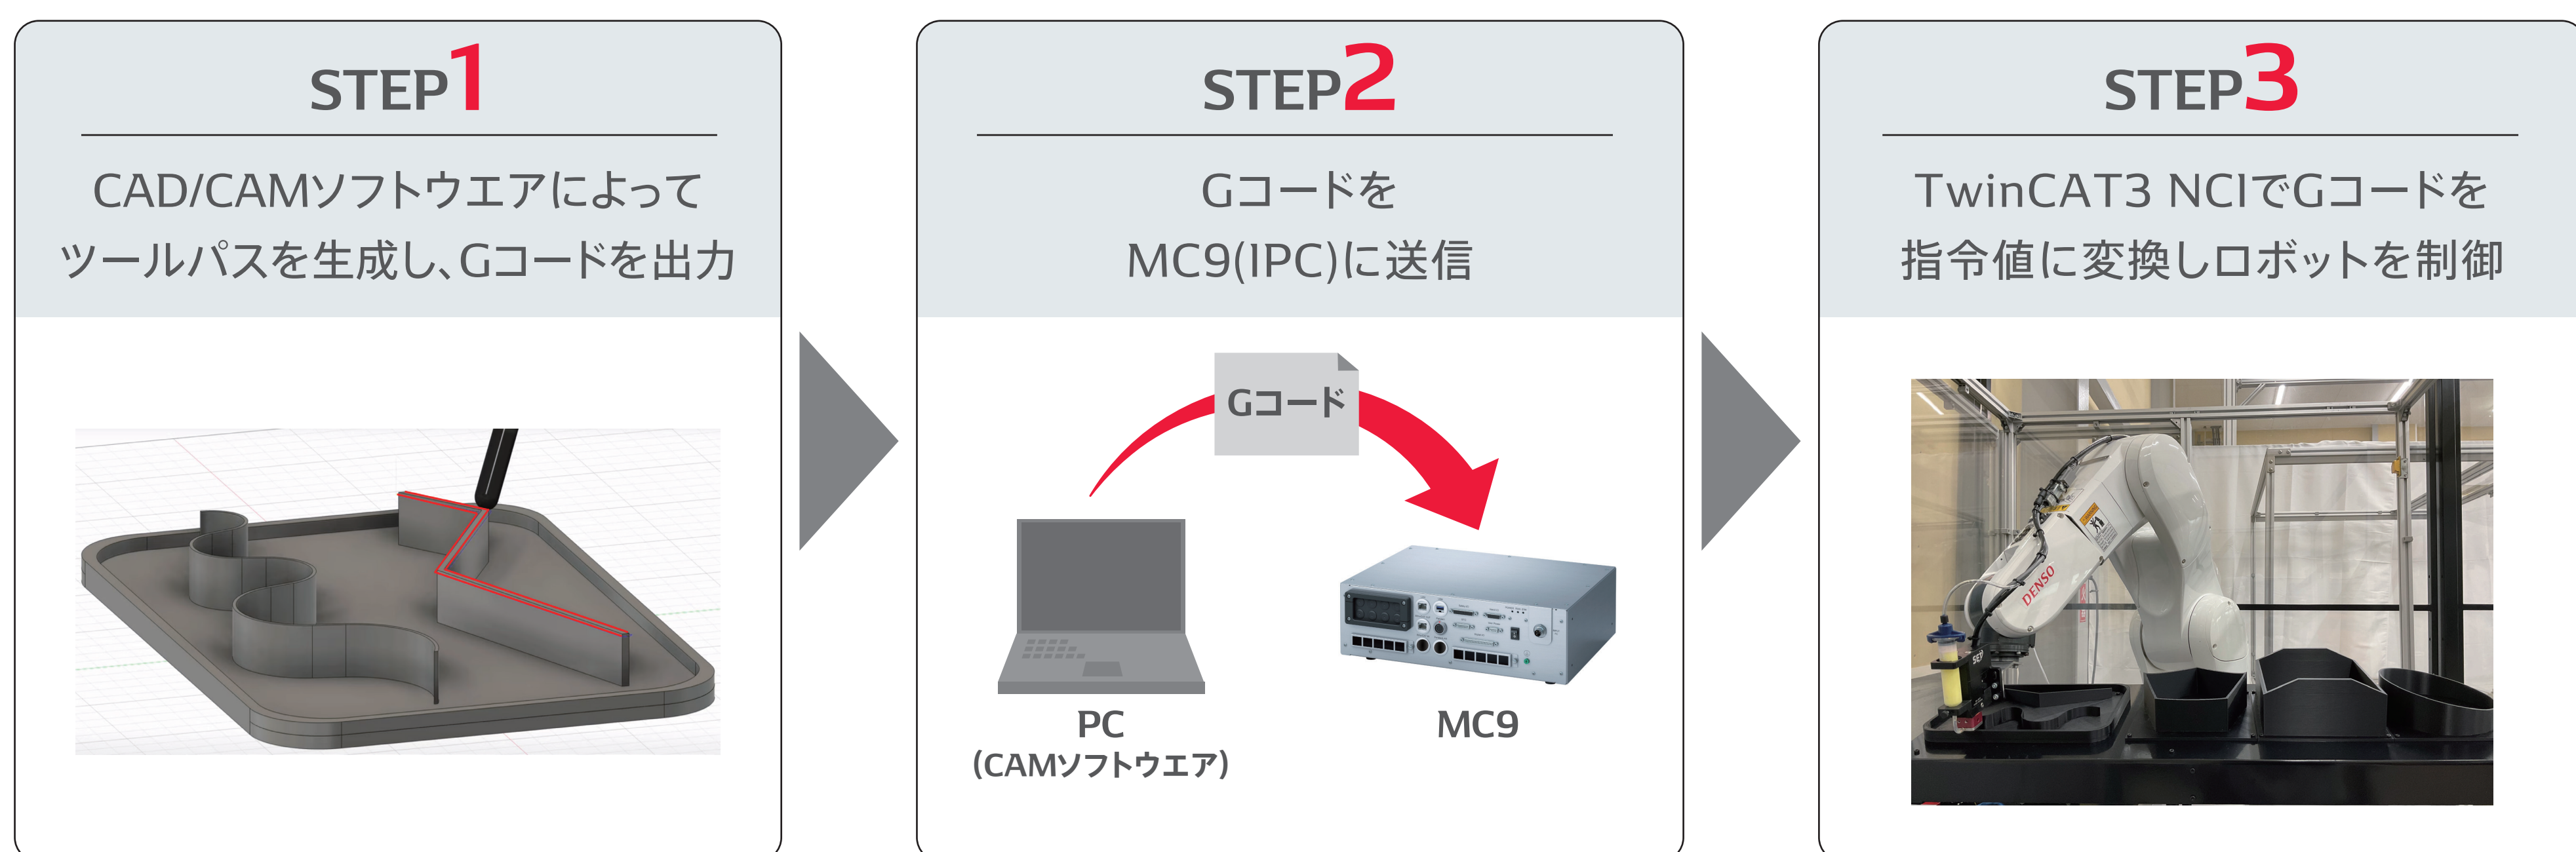 STEP1
CAD/CAMソフトウエアによって
ツールパスを生成し、Gコードを出力
STEP2
Gコードを
MC9(IPC)に送信
Gコード
PC
(CAMソフトウエア)
MC9
STEP3
TwinCAT3 NCIでGコードを
指令値に変換しロボットを制御
DENSO